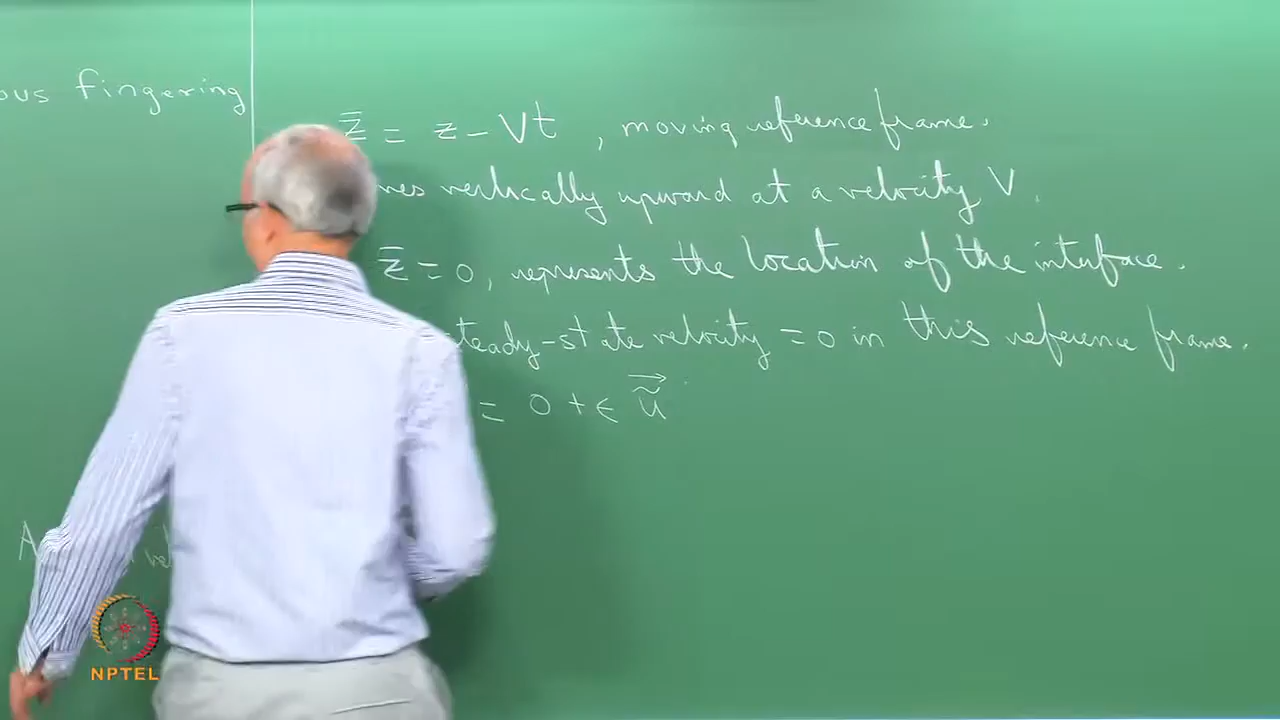 fingering
z̄ = z - Vt , moving reference frame.
vertically upward at a velocity V.
z̄ = 0, represents the location of the interface.
steady-state velocity = 0 in this reference frame.
= 0 + ϵ ũ⃗
NPTEL